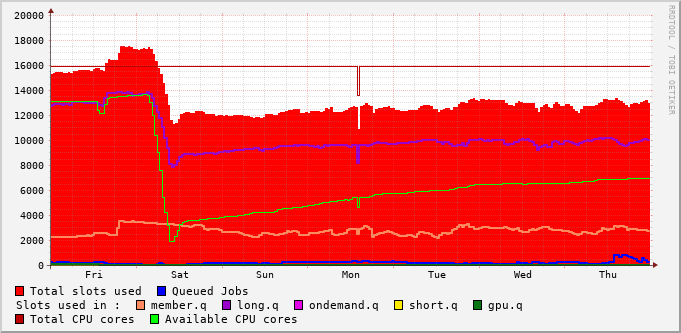 20000
18000
16000
14000
12000
10000
8000
6000
4000
2000
0
Fri Sat Sun Mon Tue Wed Thu
RRDTOOL / TOBI OETIKER
Total slots used Queued Jobs
Slots used in : member.q long.q ondemand.q short.q gpu.q
Total CPU cores Available CPU cores